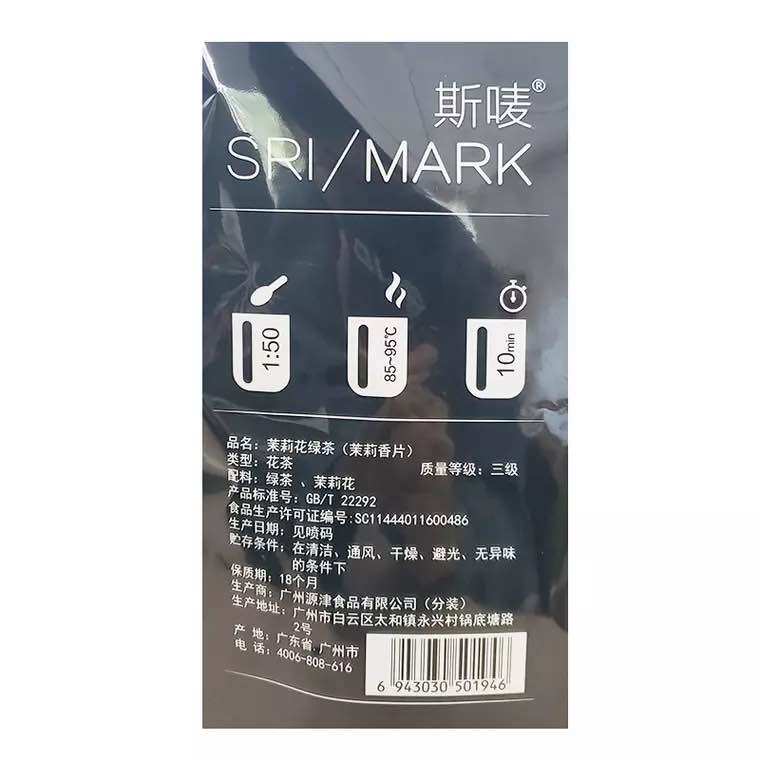 斯唛®
SRI/MARK
1:50
85~95℃
10min
品名：茉莉花绿茶（茉莉香片）
类型：花茶
质量等级：三级
配料：绿茶、茉莉花
产品标准号：GB/T 22292
食品生产许可证编号:SC11444011600486
生产日期：见喷码
贮存条件：在清洁、通风、干燥、避光、无异味
的条件下
保质期：18个月
生产商：广州源津食品有限公司（分装）
生产地址：广州市白云区太和镇永兴村锅底塘路
2号
产 地：广东省 广州市
电 话：4006-808-616
6 943030 501946